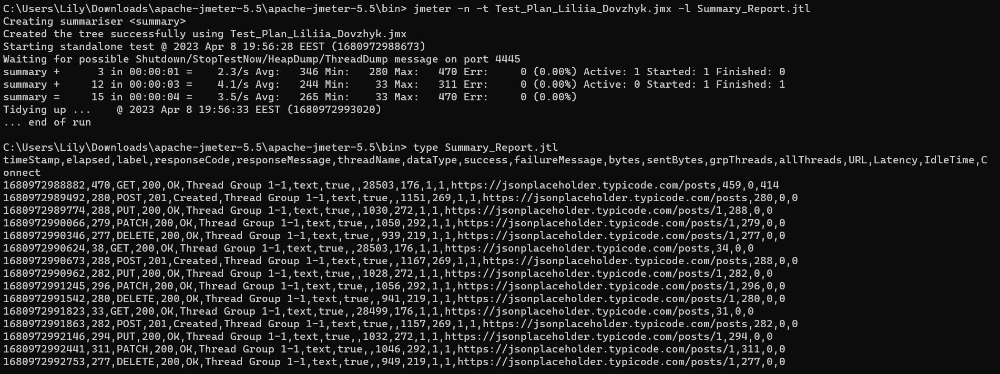 C:\Users\Lily\Downloads\apache-jmeter-5.5\apache-jmeter-5.5\bin> jmeter -n -t Test_Plan_Liliia_Dovzhyk.jmx -l Summary_Report.jtl
Creating summariser <summary>
Created the tree successfully using Test_Plan_Liliia_Dovzhyk.jmx
Starting standalone test @ 2023 Apr 8 19:56:28 EEST (1680972988673)
Waiting for possible Shutdown/StopTestNow/HeapDump/ThreadDump message on port 4445
summary +      3 in 00:00:01 =    2.3/s Avg:   346 Min:   280 Max:   470 Err:     0 (0.00%) Active: 1 Started: 1 Finished: 0
summary +     12 in 00:00:03 =    4.1/s Avg:   244 Min:    33 Max:   311 Err:     0 (0.00%) Active: 0 Started: 1 Finished: 1
summary =     15 in 00:00:04 =    3.5/s Avg:   265 Min:    33 Max:   470 Err:     0 (0.00%)
Tidying up ...    @ 2023 Apr 8 19:56:33 EEST (1680972993020)
... end of run
C:\Users\Lily\Downloads\apache-jmeter-5.5\apache-jmeter-5.5\bin> type Summary_Report.jtl
timeStamp,elapsed,label,responseCode,responseMessage,threadName,dataType,success,failureMessage,bytes,sentBytes,grpThreads,allThreads,URL,Latency,IdleTime,C
onnect
1680972988882,470,GET,200,OK,Thread Group 1-1,text,true,,28503,176,1,1,https://jsonplaceholder.typicode.com/posts,459,0,414
1680972989492,280,POST,201,Created,Thread Group 1-1,text,true,,1151,269,1,1,https://jsonplaceholder.typicode.com/posts,280,0,0
1680972989774,288,PUT,200,OK,Thread Group 1-1,text,true,,1030,272,1,1,https://jsonplaceholder.typicode.com/posts/1,288,0,0
1680972990066,279,PATCH,200,OK,Thread Group 1-1,text,true,,1050,292,1,1,https://jsonplaceholder.typicode.com/posts/1,279,0,0
1680972990346,277,DELETE,200,OK,Thread Group 1-1,text,true,,939,219,1,1,https://jsonplaceholder.typicode.com/posts/1,277,0,0
1680972990624,38,GET,200,OK,Thread Group 1-1,text,true,,28503,176,1,1,https://jsonplaceholder.typicode.com/posts,34,0,0
1680972990673,288,POST,201,Created,Thread Group 1-1,text,true,,1167,269,1,1,https://jsonplaceholder.typicode.com/posts,288,0,0
1680972990962,282,PUT,200,OK,Thread Group 1-1,text,true,,1028,272,1,1,https://jsonplaceholder.typicode.com/posts/1,282,0,0
1680972991245,296,PATCH,200,OK,Thread Group 1-1,text,true,,1056,292,1,1,https://jsonplaceholder.typicode.com/posts/1,296,0,0
1680972991542,280,DELETE,200,OK,Thread Group 1-1,text,true,,941,219,1,1,https://jsonplaceholder.typicode.com/posts/1,280,0,0
1680972991823,33,GET,200,OK,Thread Group 1-1,text,true,,28499,176,1,1,https://jsonplaceholder.typicode.com/posts,31,0,0
1680972991863,282,POST,201,Created,Thread Group 1-1,text,true,,1157,269,1,1,https://jsonplaceholder.typicode.com/posts,282,0,0
1680972992146,294,PUT,200,OK,Thread Group 1-1,text,true,,1032,272,1,1,https://jsonplaceholder.typicode.com/posts/1,294,0,0
1680972992441,311,PATCH,200,OK,Thread Group 1-1,text,true,,1046,292,1,1,https://jsonplaceholder.typicode.com/posts/1,311,0,0
1680972992753,277,DELETE,200,OK,Thread Group 1-1,text,true,,949,219,1,1,https://jsonplaceholder.typicode.com/posts/1,277,0,0